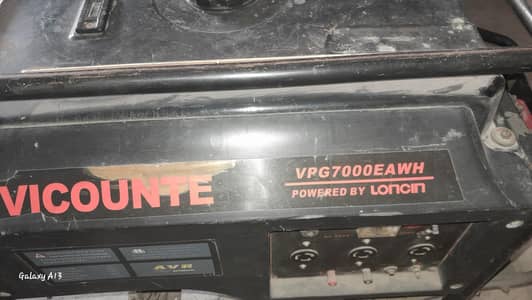 VPG7000EAWH
VICOUNTE
POWERED BY LONCIN
AVR
Galaxy A13